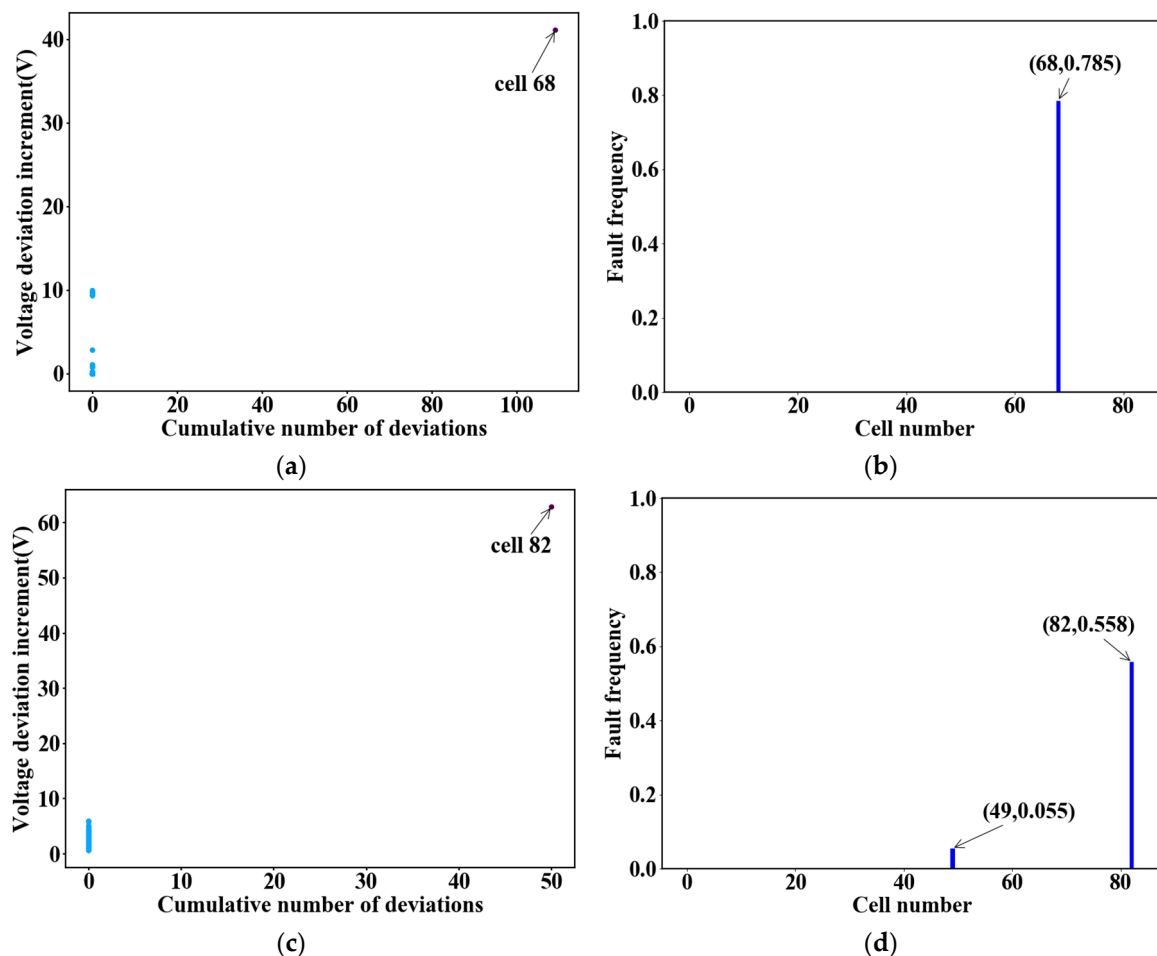 40
30
20
10
0
Voltage deviation increment(V)
cell 68
0 20 40 60 80 100
Cumulative number of deviations
(a)
1.0
0.8
0.6
0.4
0.2
0.0
Fault frequency
(68,0.785)
0 20 40 60 80
Cell number
(b)
60
50
40
30
20
10
0
Voltage deviation increment(V)
cell 82
0 10 20 30 40 50
Cumulative number of deviations
(c)
1.0
0.8
0.6
0.4
0.2
0.0
Fault frequency
(82,0.558)
(49,0.055)
0 20 40 60 80
Cell number
(d)